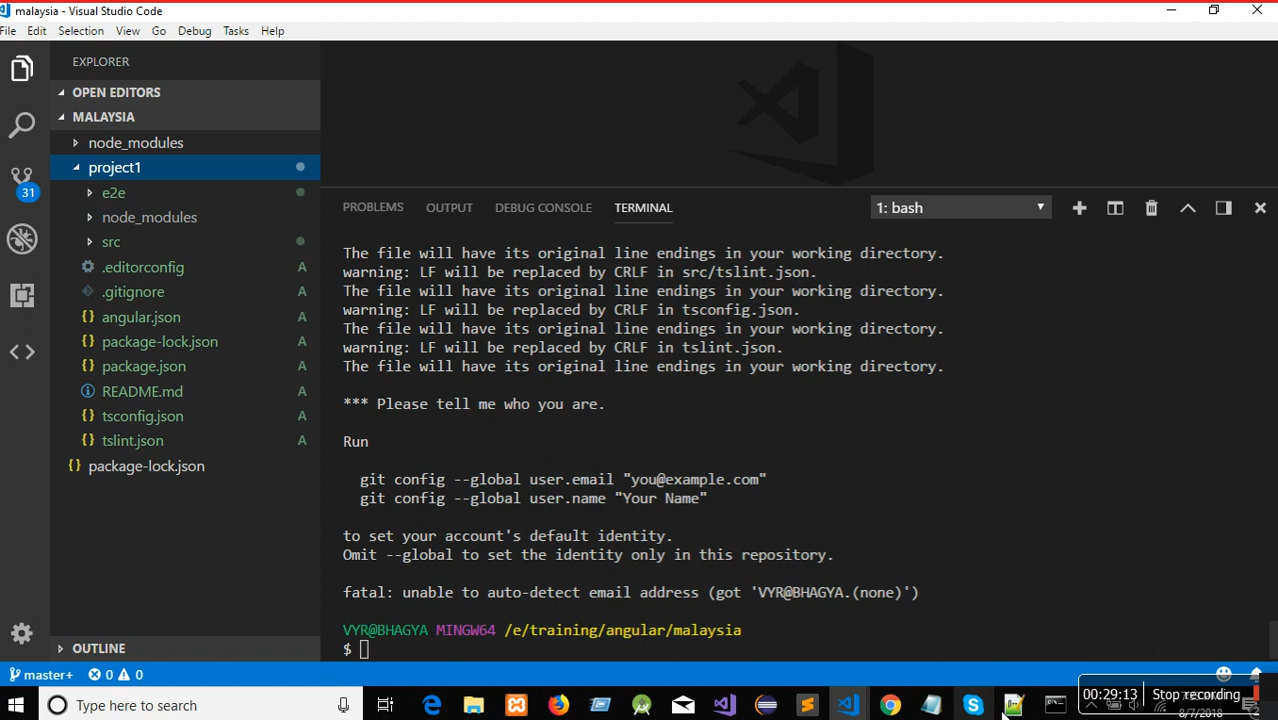 malaysia - Visual Studio Code
File Edit Selection View Go Debug Tasks Help
EXPLORER
OPEN EDITORS
MALAYSIA
node_modules
project1
31
e2e
node_modules
src
.editorconfig A
.gitignore A
angular.json A
package-lock.json A
package.json A
README.md A
tsconfig.json A
tslint.json A
package-lock.json
OUTLINE
PROBLEMS OUTPUT DEBUG CONSOLE TERMINAL 1: bash
The file will have its original line endings in your working directory.
warning: LF will be replaced by CRLF in src/tslint.json.
The file will have its original line endings in your working directory.
warning: LF will be replaced by CRLF in tsconfig.json.
The file will have its original line endings in your working directory.
warning: LF will be replaced by CRLF in tslint.json.
The file will have its original line endings in your working directory.
*** Please tell me who you are.
Run
git config --global user.email "you@example.com"
git config --global user.name "Your Name"
to set your account's default identity.
Omit --global to set the identity only in this repository.
fatal: unable to auto-detect email address (got 'VYR@BHAGYA.(none)')
VYR@BHAGYA MINGW64 /e/training/angular/malaysia
$
master+ 0 0
Type here to search
00:29:13 Stop recording
8/7/2018